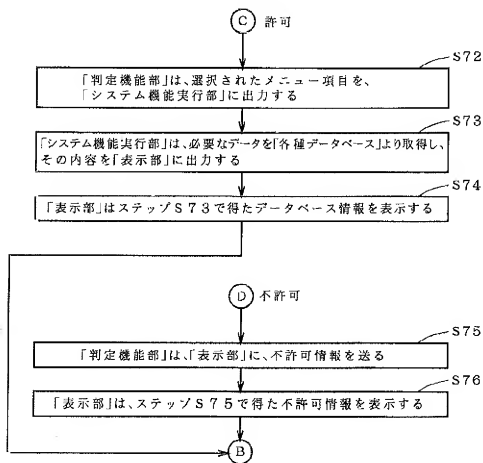 C 許可
S72
「判定機能部」は、選択されたメニュー項目を、
「システム機能実行部」に出力する
S73
「システム機能実行部」は、必要なデータを「各種データベース」より取得し、
その内容を「表示部」に出力する
S74
「表示部」はステップS73で得たデータベース情報を表示する
D 不許可
S75
「判定機能部」は、「表示部」に、不許可情報を送る
S76
「表示部」は、ステップS75で得た不許可情報を表示する
B